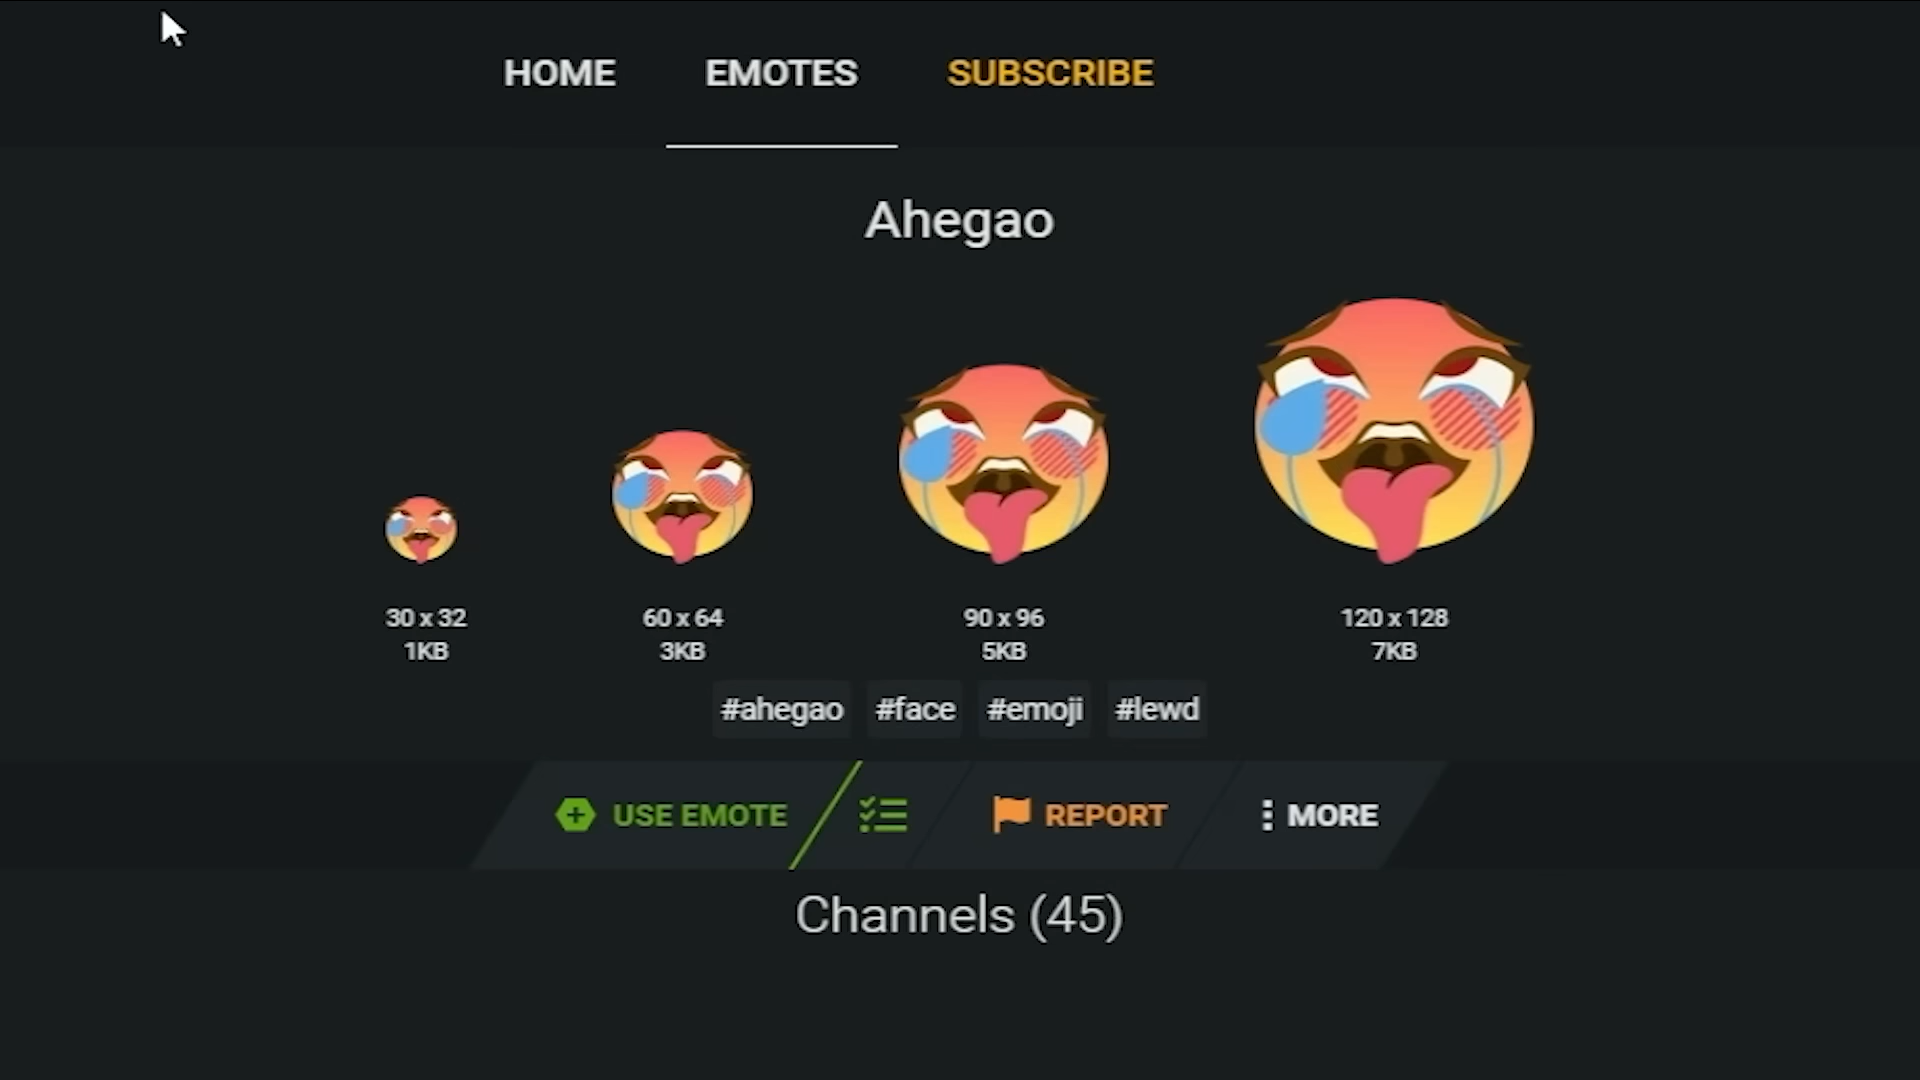 HOME EMOTES SUBSCRIBE
Ahegao
30 x 32 60 x 64 90 x 96 120 x 128
1KB 3KB 5KB 7KB
#ahegao #face #emoji #lewd
USE EMOTE REPORT MORE
Channels (45)